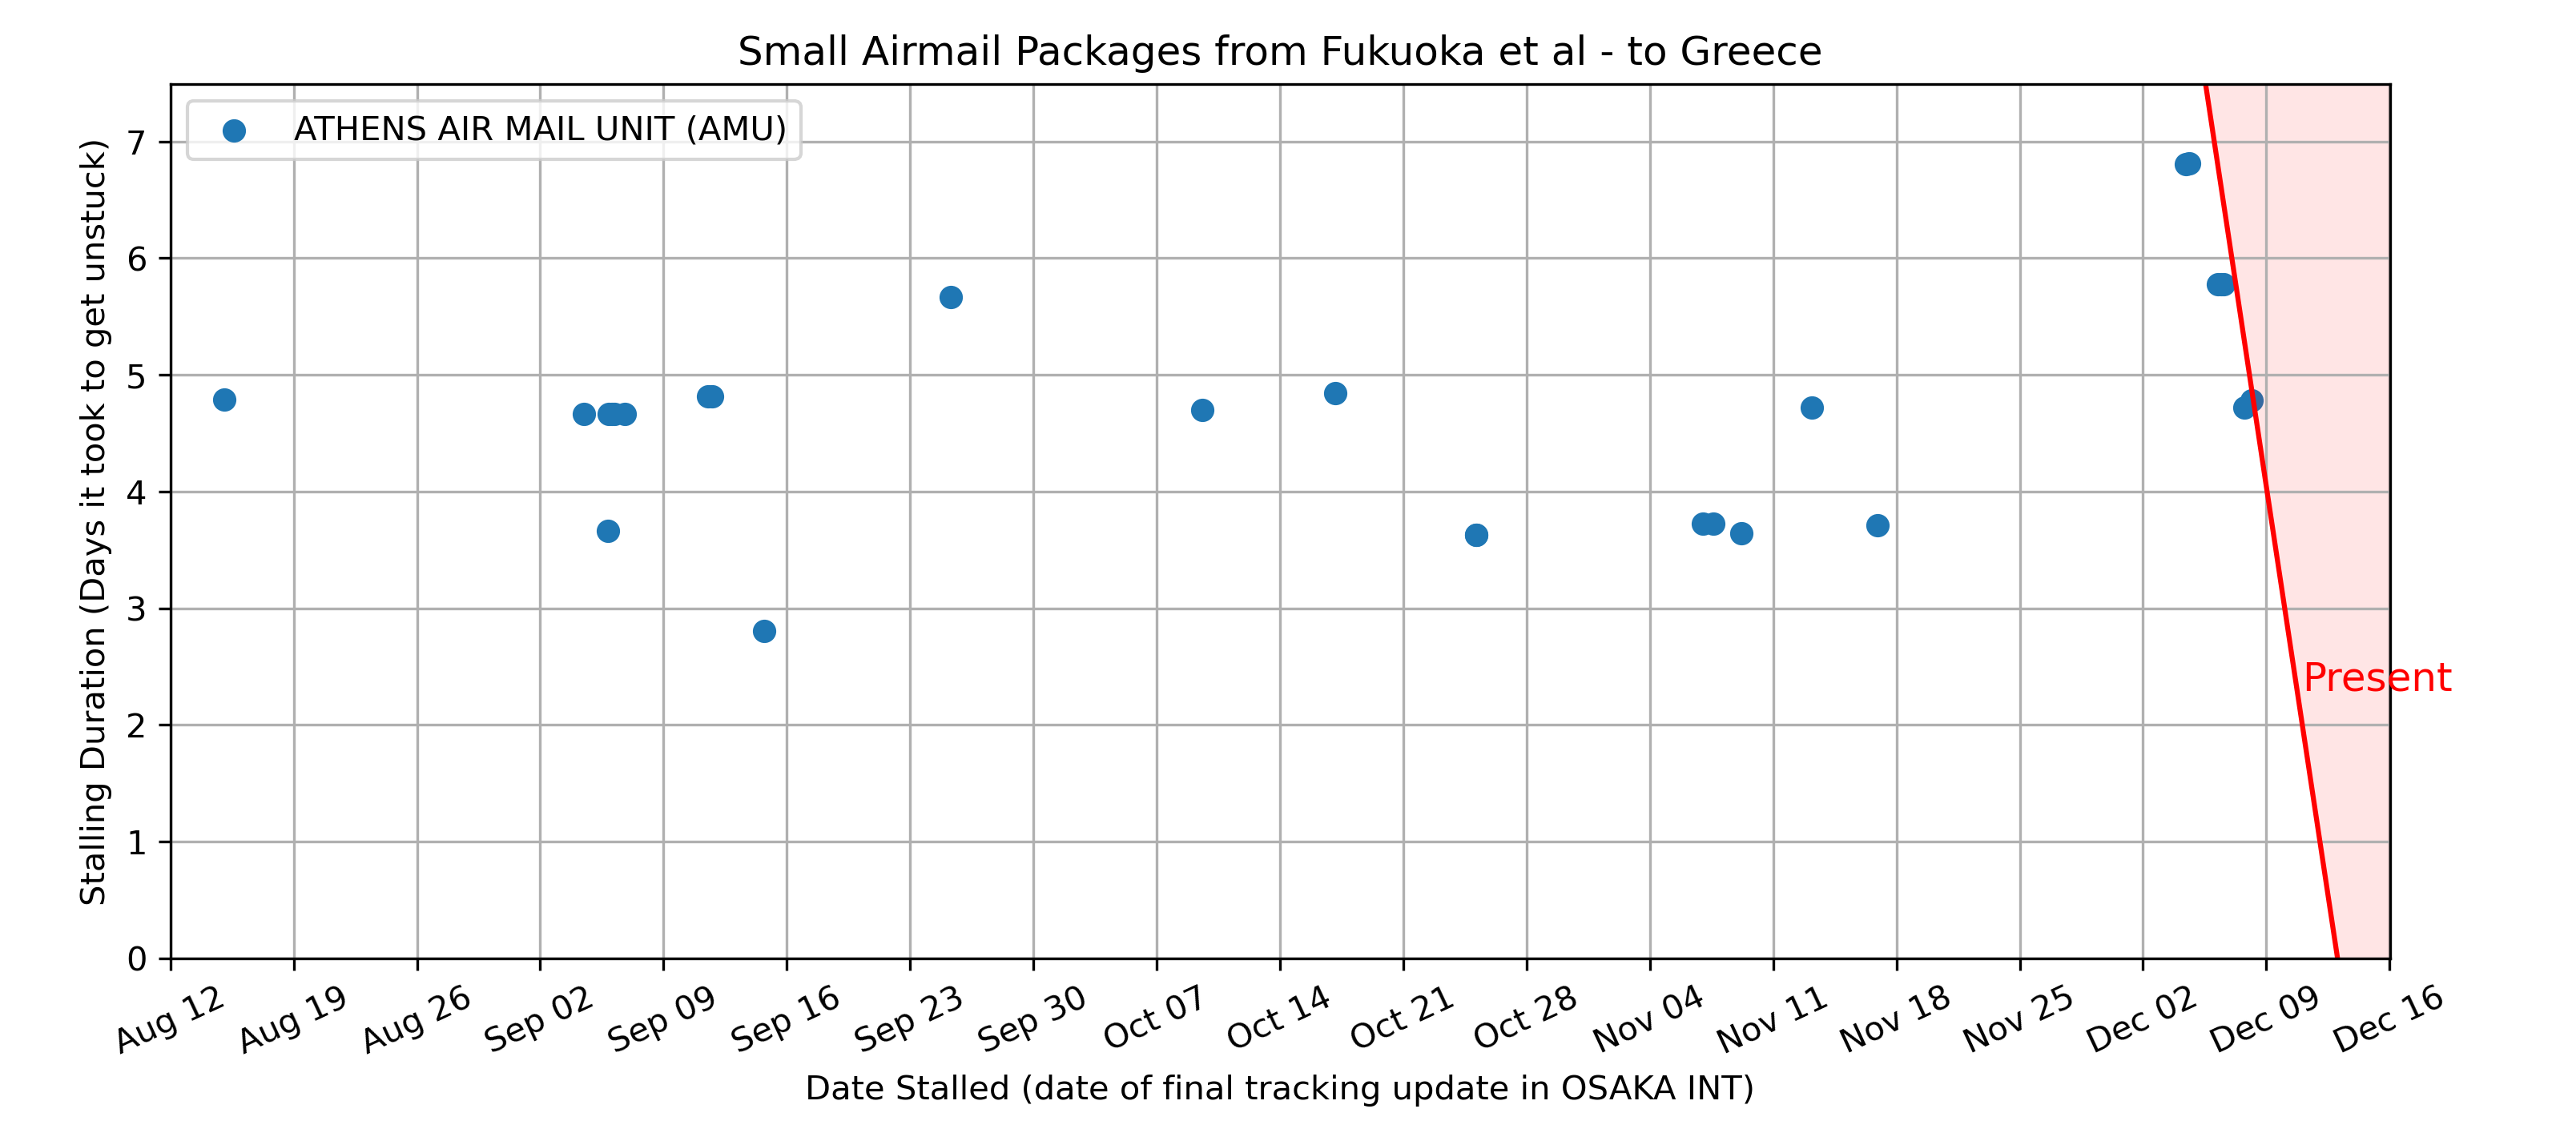 Small Airmail Packages from Fukuoka et al - to Greece
ATHENS AIR MAIL UNIT (AMU)
Stalling Duration (Days it took to get unstuck)
7
6
5
4
3
2
1
0
Present
Aug 12
Aug 19
Aug 26
Sep 02
Sep 09
Sep 16
Sep 23
Sep 30
Oct 07
Oct 14
Oct 21
Oct 28
Nov 04
Nov 11
Nov 18
Nov 25
Dec 02
Dec 09
Dec 16
Date Stalled (date of final tracking update in OSAKA INT)